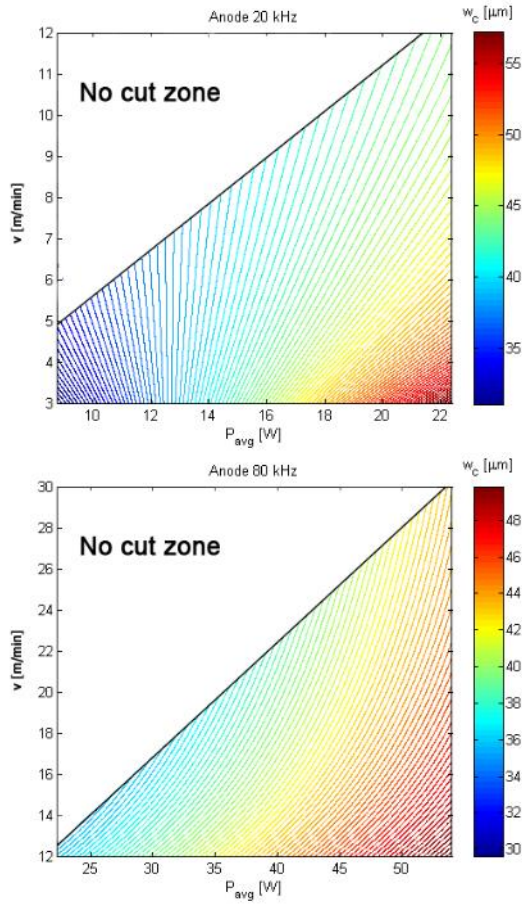 Anode 20 kHz
w_c [μm]
12
11
10
9
8
7
6
5
4
3
v [m/min]
No cut zone
55
50
45
40
35
10 12 14 16 18 20 22
P_avg [W]
Anode 80 kHz
w_c [μm]
30
28
26
24
22
20
18
16
14
12
v [m/min]
No cut zone
48
46
44
42
40
38
36
34
32
30
25 30 35 40 45 50
P_avg [W]